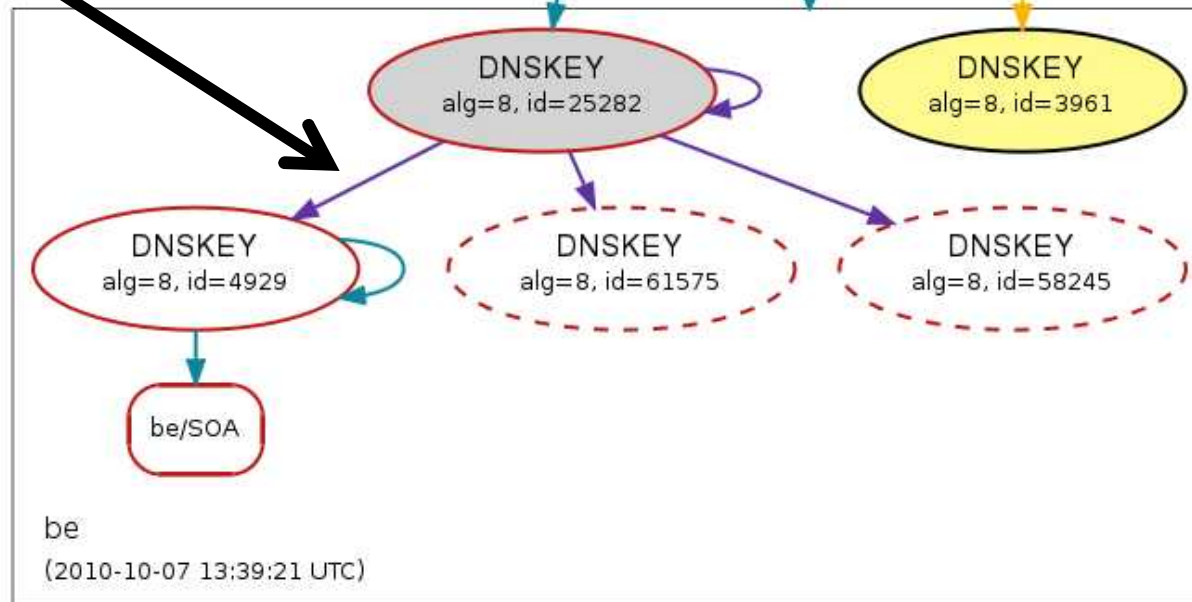 DNSKEY
alg=8, id=25282
DNSKEY
alg=8, id=3961
DNSKEY
alg=8, id=4929
DNSKEY
alg=8, id=61575
DNSKEY
alg=8, id=58245
be/SOA
be
(2010-10-07 13:39:21 UTC)